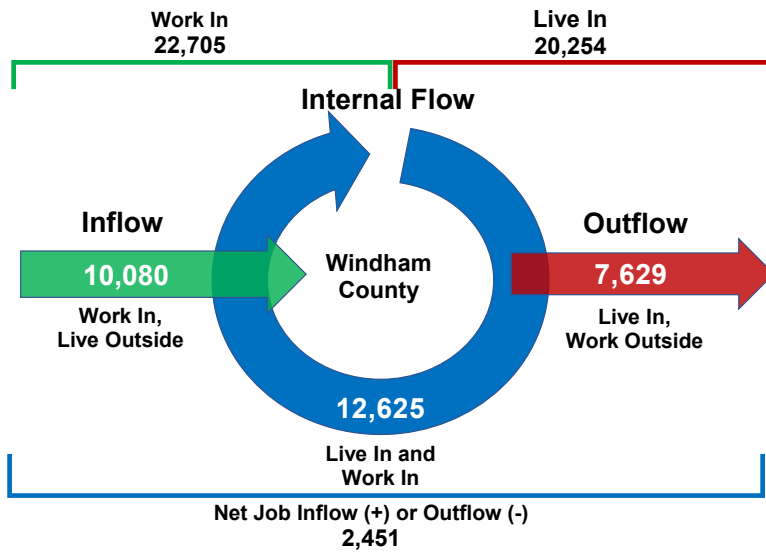 Work In
22,705
Live In
20,254
Internal Flow
Inflow
10,080
Work In,
Live Outside
Windham
County
Outflow
7,629
Live In,
Work Outside
12,625
Live In and
Work In
Net Job Inflow (+) or Outflow (-)
2,451